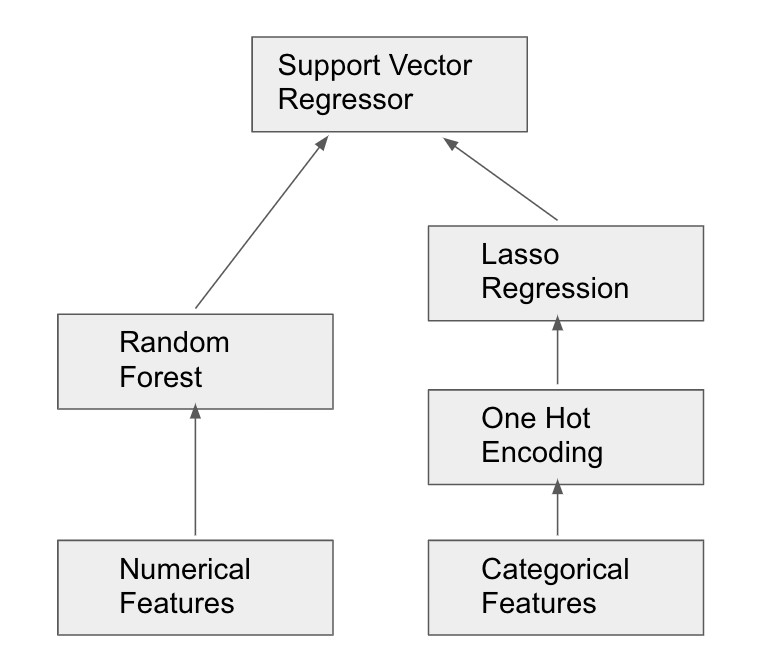 Support Vector
Regressor
Lasso
Regression
Random
Forest
One Hot
Encoding
Numerical
Features
Categorical
Features